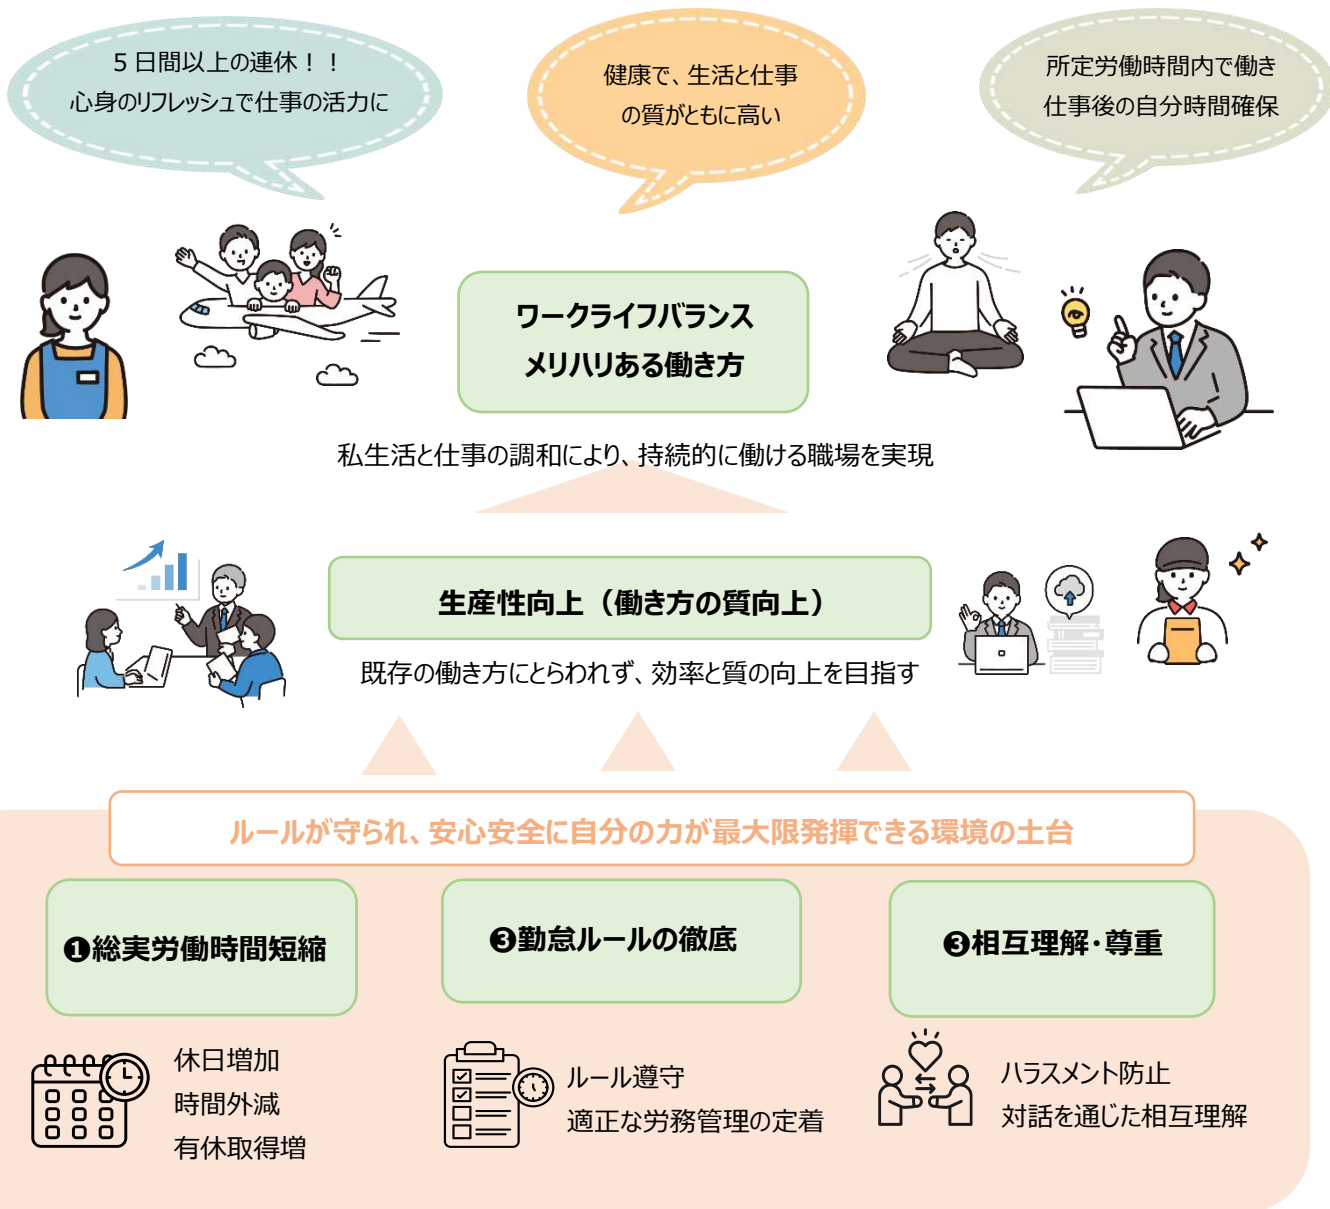 5日間以上の連休！！
心身のリフレッシュで仕事の活力に
健康で、生活と仕事
の質がともに高い
所定労働時間内で働き
仕事後の自分時間確保
ワークライフバランス
メリハリある働き方
私生活と仕事の調和により、持続的に働ける職場を実現
生産性向上（働き方の質向上）
既存の働き方にとらわれず、効率と質の向上を目指す
ルールが守られ、安心安全に自分の力が最大限発揮できる環境の土台
❶総実労働時間短縮
❸勤怠ルールの徹底
❸相互理解・尊重
休日増加
時間外減
有休取得増
ルール遵守
適正な労務管理の定着
ハラスメント防止
対話を通じた相互理解